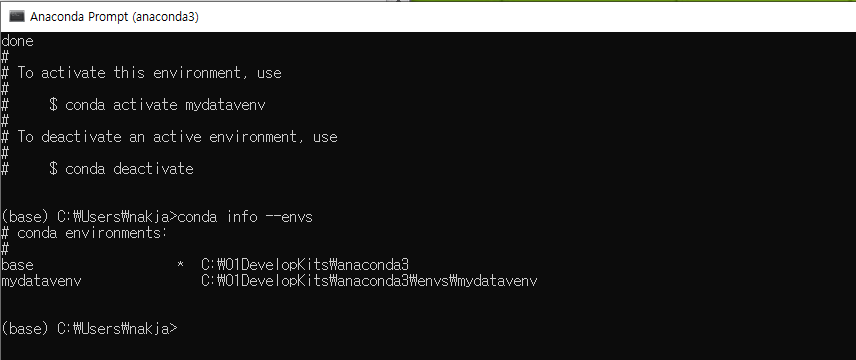 Anaconda Prompt (anaconda3)
done
#
# To activate this environment, use
#
#     $ conda activate mydatavenv
#
# To deactivate an active environment, use
#
#     $ conda deactivate
(base) C:₩Users₩nakja>conda info --envs
# conda environments:
#
base                  *  C:₩01DevelopKits₩anaconda3
mydatavenv               C:₩01DevelopKits₩anaconda3₩envs₩mydatavenv
(base) C:₩Users₩nakja>